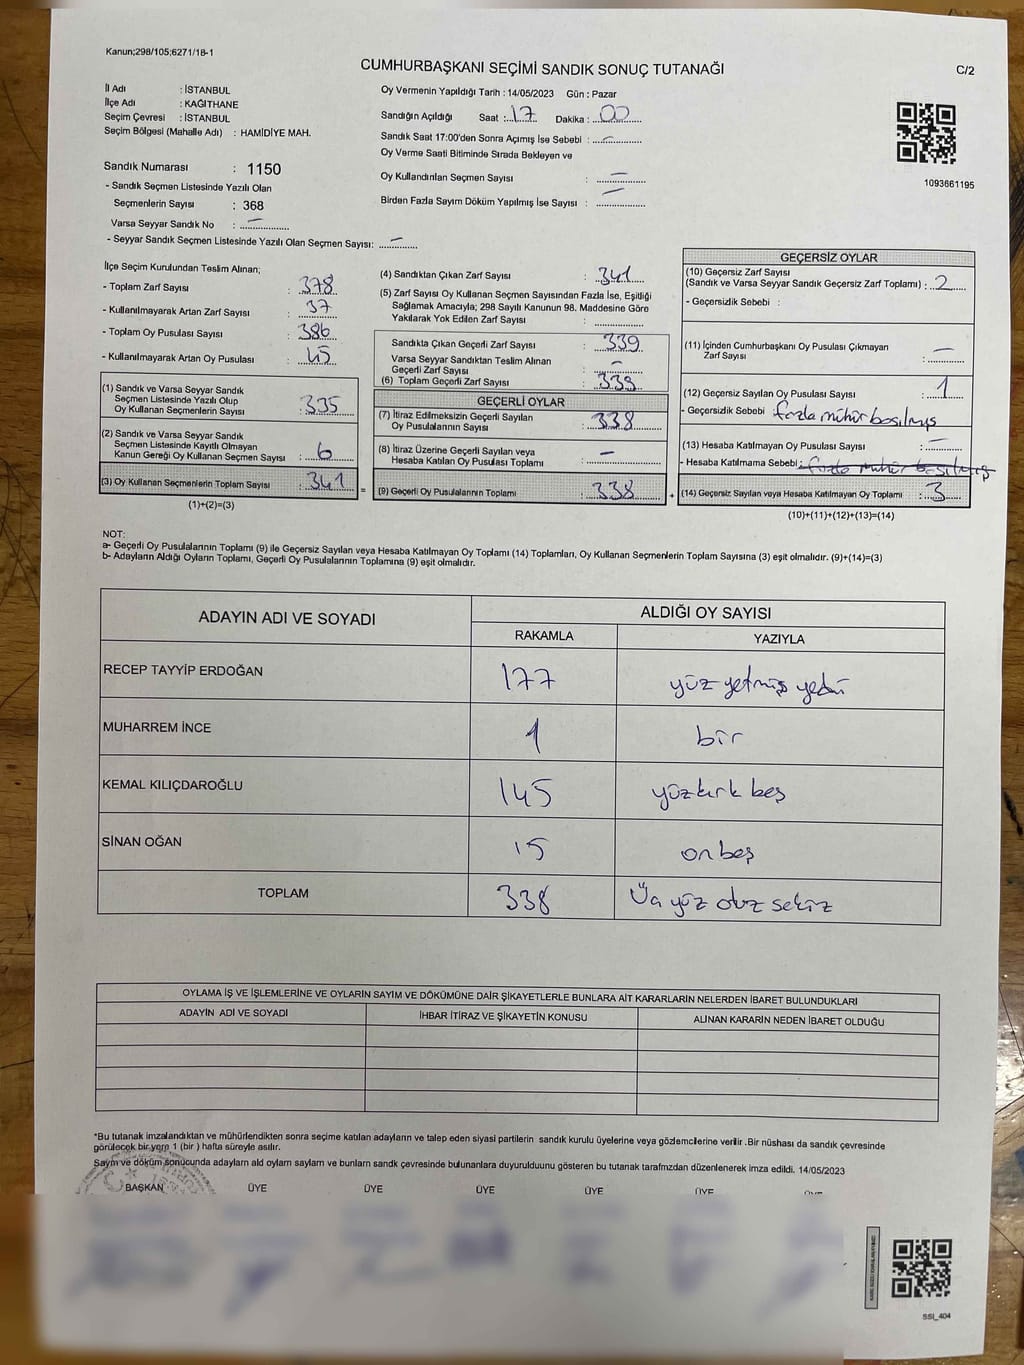 Kanun;298/105;6271/18-1
CUMHURBAŞKANI SEÇİMİ SANDIK SONUÇ TUTANAĞI
C/2
İl Adı : İSTANBUL
İlçe Adı : KAĞITHANE
Seçim Çevresi : İSTANBUL
Seçim Bölgesi (Mahalle Adı) : HAMİDİYE MAH.
Oy Vermenin Yapıldığı Tarih : 14/05/2023 Gün : Pazar
Sandığın Açıldığı Saat : 17 Dakika : 00
Sandık Saat 17:00'den Sonra Açımış İse Sebebi : –
Oy Verme Saati Bitiminde Sırada Bekleyen ve
Oy Kullandırılan Seçmen Sayısı : –
Birden Fazla Sayım Döküm Yapılmış İse Sayısı : –
1093661195
Sandık Numarası : 1150
- Sandık Seçmen Listesinde Yazılı Olan
Seçmenlerin Sayısı : 368
Varsa Seyyar Sandık No : –
- Seyyar Sandık Seçmen Listesinde Yazılı Olan Seçmen Sayısı: –
İlçe Seçim Kurulundan Teslim Alınan;
- Toplam Zarf Sayısı : 378
- Kullanılmayarak Artan Zarf Sayısı : 37
- Toplam Oy Pusulası Sayısı : 386
- Kullanılmayarak Artan Oy Pusulası : 45
(1) Sandık ve Varsa Seyyar Sandık
Seçmen Listesinde Yazılı Olup
Oy Kullanan Seçmenlerin Sayısı : 335
(2) Sandık ve Varsa Seyyar Sandık
Seçmen Listesinde Kayıtlı Olmayan
Kanun Gereği Oy Kullanan Seçmen Sayısı : 6
(3) Oy Kullanan Seçmenlerin Toplam Sayısı : 341
(1)+(2)=(3)
(4) Sandıktan Çıkan Zarf Sayısı : 341
(5) Zarf Sayısı Oy Kullanan Seçmen Sayısından Fazla İse, Eşitliği
Sağlamak Amacıyla; 298 Sayılı Kanunun 98. Maddesine Göre
Yakılarak Yok Edilen Zarf Sayısı :
Sandıkta Çıkan Geçerli Zarf Sayısı : 339
Varsa Seyyar Sandıktan Teslim Alınan
Geçerli Zarf Sayısı : –
(6) Toplam Geçerli Zarf Sayısı : 339
GEÇERLİ OYLAR
(7) İtiraz Edilmeksizin Geçerli Sayılan
Oy Pusulalarının Sayısı : 338
(8) İtiraz Üzerine Geçerli Sayılan veya
Hesaba Katılan Oy Pusulası Toplamı : –
(9) Geçerli Oy Pusulalarının Toplamı : 338
=
+
GEÇERSİZ OYLAR
(10) Geçersiz Zarf Sayısı
(Sandık ve Varsa Seyyar Sandık Geçersiz Zarf Toplamı) : 2
- Geçersizlik Sebebi :
(11) İçinden Cumhurbaşkanı Oy Pusulası Çıkmayan
Zarf Sayısı : –
(12) Geçersiz Sayılan Oy Pusulası Sayısı : 1
- Geçersizlik Sebebi : fazla mühür basılmış
(13) Hesaba Katılmayan Oy Pusulası Sayısı : –
- Hesaba Katılmama Sebebi : fazla mühür basılmış
(14) Geçersiz Sayılan veya Hesaba Katılmayan Oy Toplamı : 3
(10)+(11)+(12)+(13)=(14)
NOT:
a- Geçerli Oy Pusulalarının Toplamı (9) ile Geçersiz Sayılan veya Hesaba Katılmayan Oy Toplamı (14) Toplamları, Oy Kullanan Seçmenlerin Toplam Sayısına (3) eşit olmalıdır. (9)+(14)=(3)
b- Adayların Aldığı Oyların Toplamı, Geçerli Oy Pusulalarının Toplamına (9) eşit olmalıdır.
ADAYIN ADI VE SOYADI ALDIĞI OY SAYISI
RAKAMLA YAZIYLA
RECEP TAYYİP ERDOĞAN 177 yüz yetmiş yedi
MUHARREM İNCE 1 bir
KEMAL KILIÇDAROĞLU 145 yüzkırk beş
SİNAN OĞAN 15 onbeş
TOPLAM 338 Üç yüz otuz sekiz
OYLAMA İŞ VE İŞLEMLERİNE VE OYLARIN SAYIM VE DÖKÜMÜNE DAİR ŞİKAYETLERLE BUNLARA AİT KARARLARIN NELERDEN İBARET BULUNDUKLARI
ADAYIN ADI VE SOYADI İHBAR İTİRAZ VE ŞİKAYETİN KONUSU ALINAN KARARIN NEDEN İBARET OLDUĞU
*Bu tutanak imzalandıktan ve mühürlendikten sonra seçime katılan adayların ve talep eden siyasi partilerin sandık kurulu üyelerine veya gözlemcilerine verilir .Bir nüshası da sandık çevresinde
görülecek bir yere 1 (bir ) hafta süreyle asılır.
Sayım ve döküm sonucunda adayların ald oyların saylam ve bunların sandık çevresinde bulunanlara duyurulduunu gösteren bu tutanak tarafmzdan düzenlenerek imza edildi. 14/05/2023
BAŞKAN ÜYE ÜYE ÜYE ÜYE ÜYE
SSİ_404